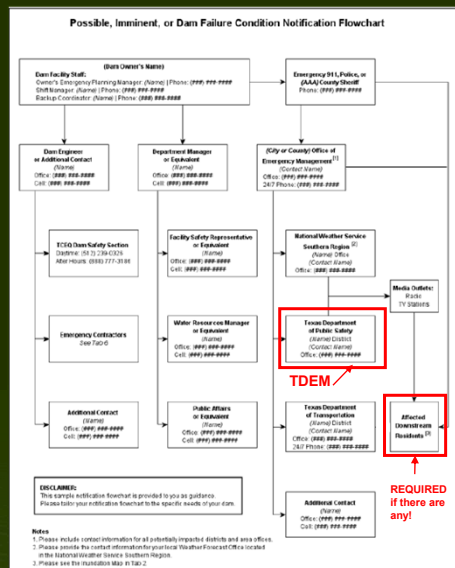 Possible, Imminent, or Dam Failure Condition Notification Flowchart
(Dam Owner's Name)
Dam Facility Staff:
Owner's Emergency Planning Manager: (Name) | Phone: (###) ###-####
Shift Manager: (Name) | Phone: (###) ###-####
Backup Coordinator: (Name) | Phone: (###) ###-####
Emergency 911, Police, or
(AAA) County Sheriff
Phone: (###) ###-####
Dam Engineer
or Additional Contact
(Name)
Office: (###) ###-####
Cell: (###) ###-####
Department Manager
or Equivalent
(Name)
Office: (###) ###-####
Cell: (###) ###-####
(City or County) Office of
Emergency Management [1]
(Contact Name)
Office: (###) ###-####
24/7 Phone: (###) ###-####
TCEQ Dam Safety Section
Daytime: (512) 239-0326
After Hours: (888) 777-3186
Facility Safety Representative
or Equivalent
(Name)
Office: (###) ###-####
Cell: (###) ###-####
National Weather Service
Southern Region [2]
(Name) Office
(Contact Name)
Office: (###) ###-####
Media Outlets:
Radio
TV Stations
Emergency Contractors
See Tab 6
Water Resources Manager
or Equivalent
(Name)
Office: (###) ###-####
Cell: (###) ###-####
Texas Department
of Public Safety
(Name) District
(Contact Name)
Office: (###) ###-####
TDEM
Additional Contact
(Name)
Office: (###) ###-####
Cell: (###) ###-####
Public Affairs
or Equivalent
(Name)
Office: (###) ###-####
Cell: (###) ###-####
Texas Department
of Transportation
(Name) District
(Contact Name)
Office: (###) ###-####
24/7 Phone: (###) ###-####
Affected
Downstream
Residents [3]
REQUIRED
if there are
any!
Additional Contact
(Name)
Office: (###) ###-####
Cell: (###) ###-####
DISCLAIMER:
This sample notification flowchart is provided to you as guidance.
Please tailor your notification flowchart to the specific needs of your dam.
Notes
1. Please include contact information for all potentially impacted districts and area offices.
2. Please provide the contact information for your local Weather Forecast Office located
in the National Weather Service Southern Region.
3. Please see the Inundation Map in Tab 2